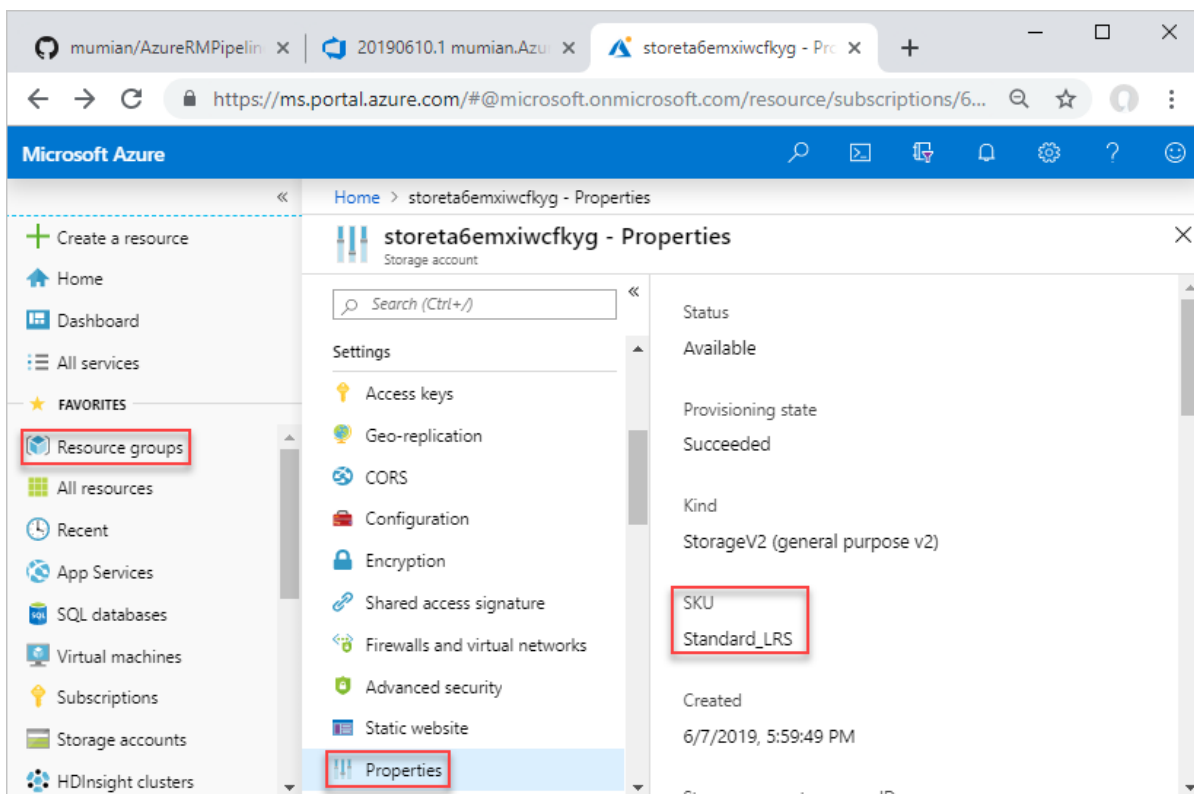 mumian/AzureRMPipelin
20190610.1 mumian.Azu
storeta6emxiwcfkyg - Pro
https://ms.portal.azure.com/#@microsoft.onmicrosoft.com/resource/subscriptions/6...
Microsoft Azure
Create a resource
Home
Dashboard
All services
FAVORITES
Resource groups
All resources
Recent
App Services
SQL databases
Virtual machines
Subscriptions
Storage accounts
HDInsight clusters
Home > storeta6emxiwcfkyg - Properties
storeta6emxiwcfkyg - Properties
Storage account
Search (Ctrl+/)
Settings
Access keys
Geo-replication
CORS
Configuration
Encryption
Shared access signature
Firewalls and virtual networks
Advanced security
Static website
Properties
Status
Available
Provisioning state
Succeeded
Kind
StorageV2 (general purpose v2)
SKU
Standard_LRS
Created
6/7/2019, 5:59:49 PM